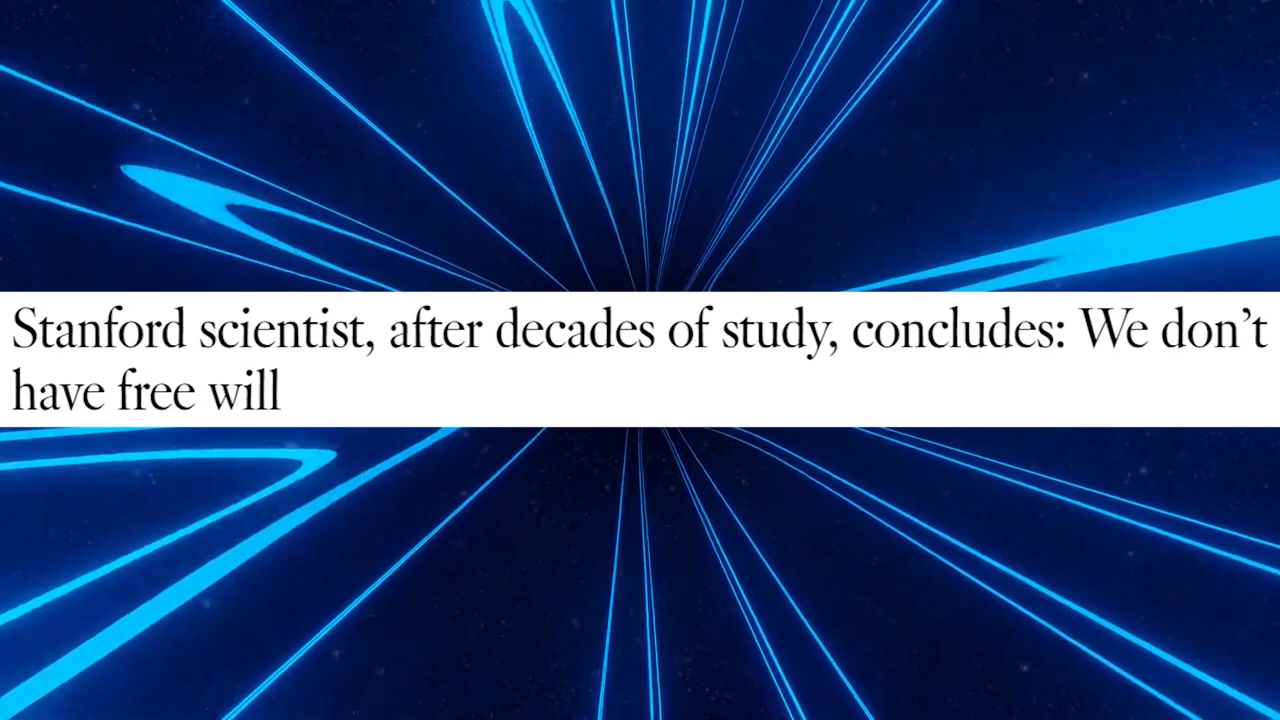 Stanford scientist, after decades of study, concludes: We don’t
have free will